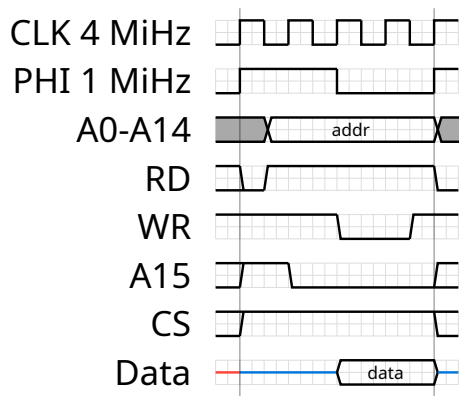 CLK 4 MiHz
PHI 1 MiHz
A0-A14 addr
RD
WR
A15
CS
Data data